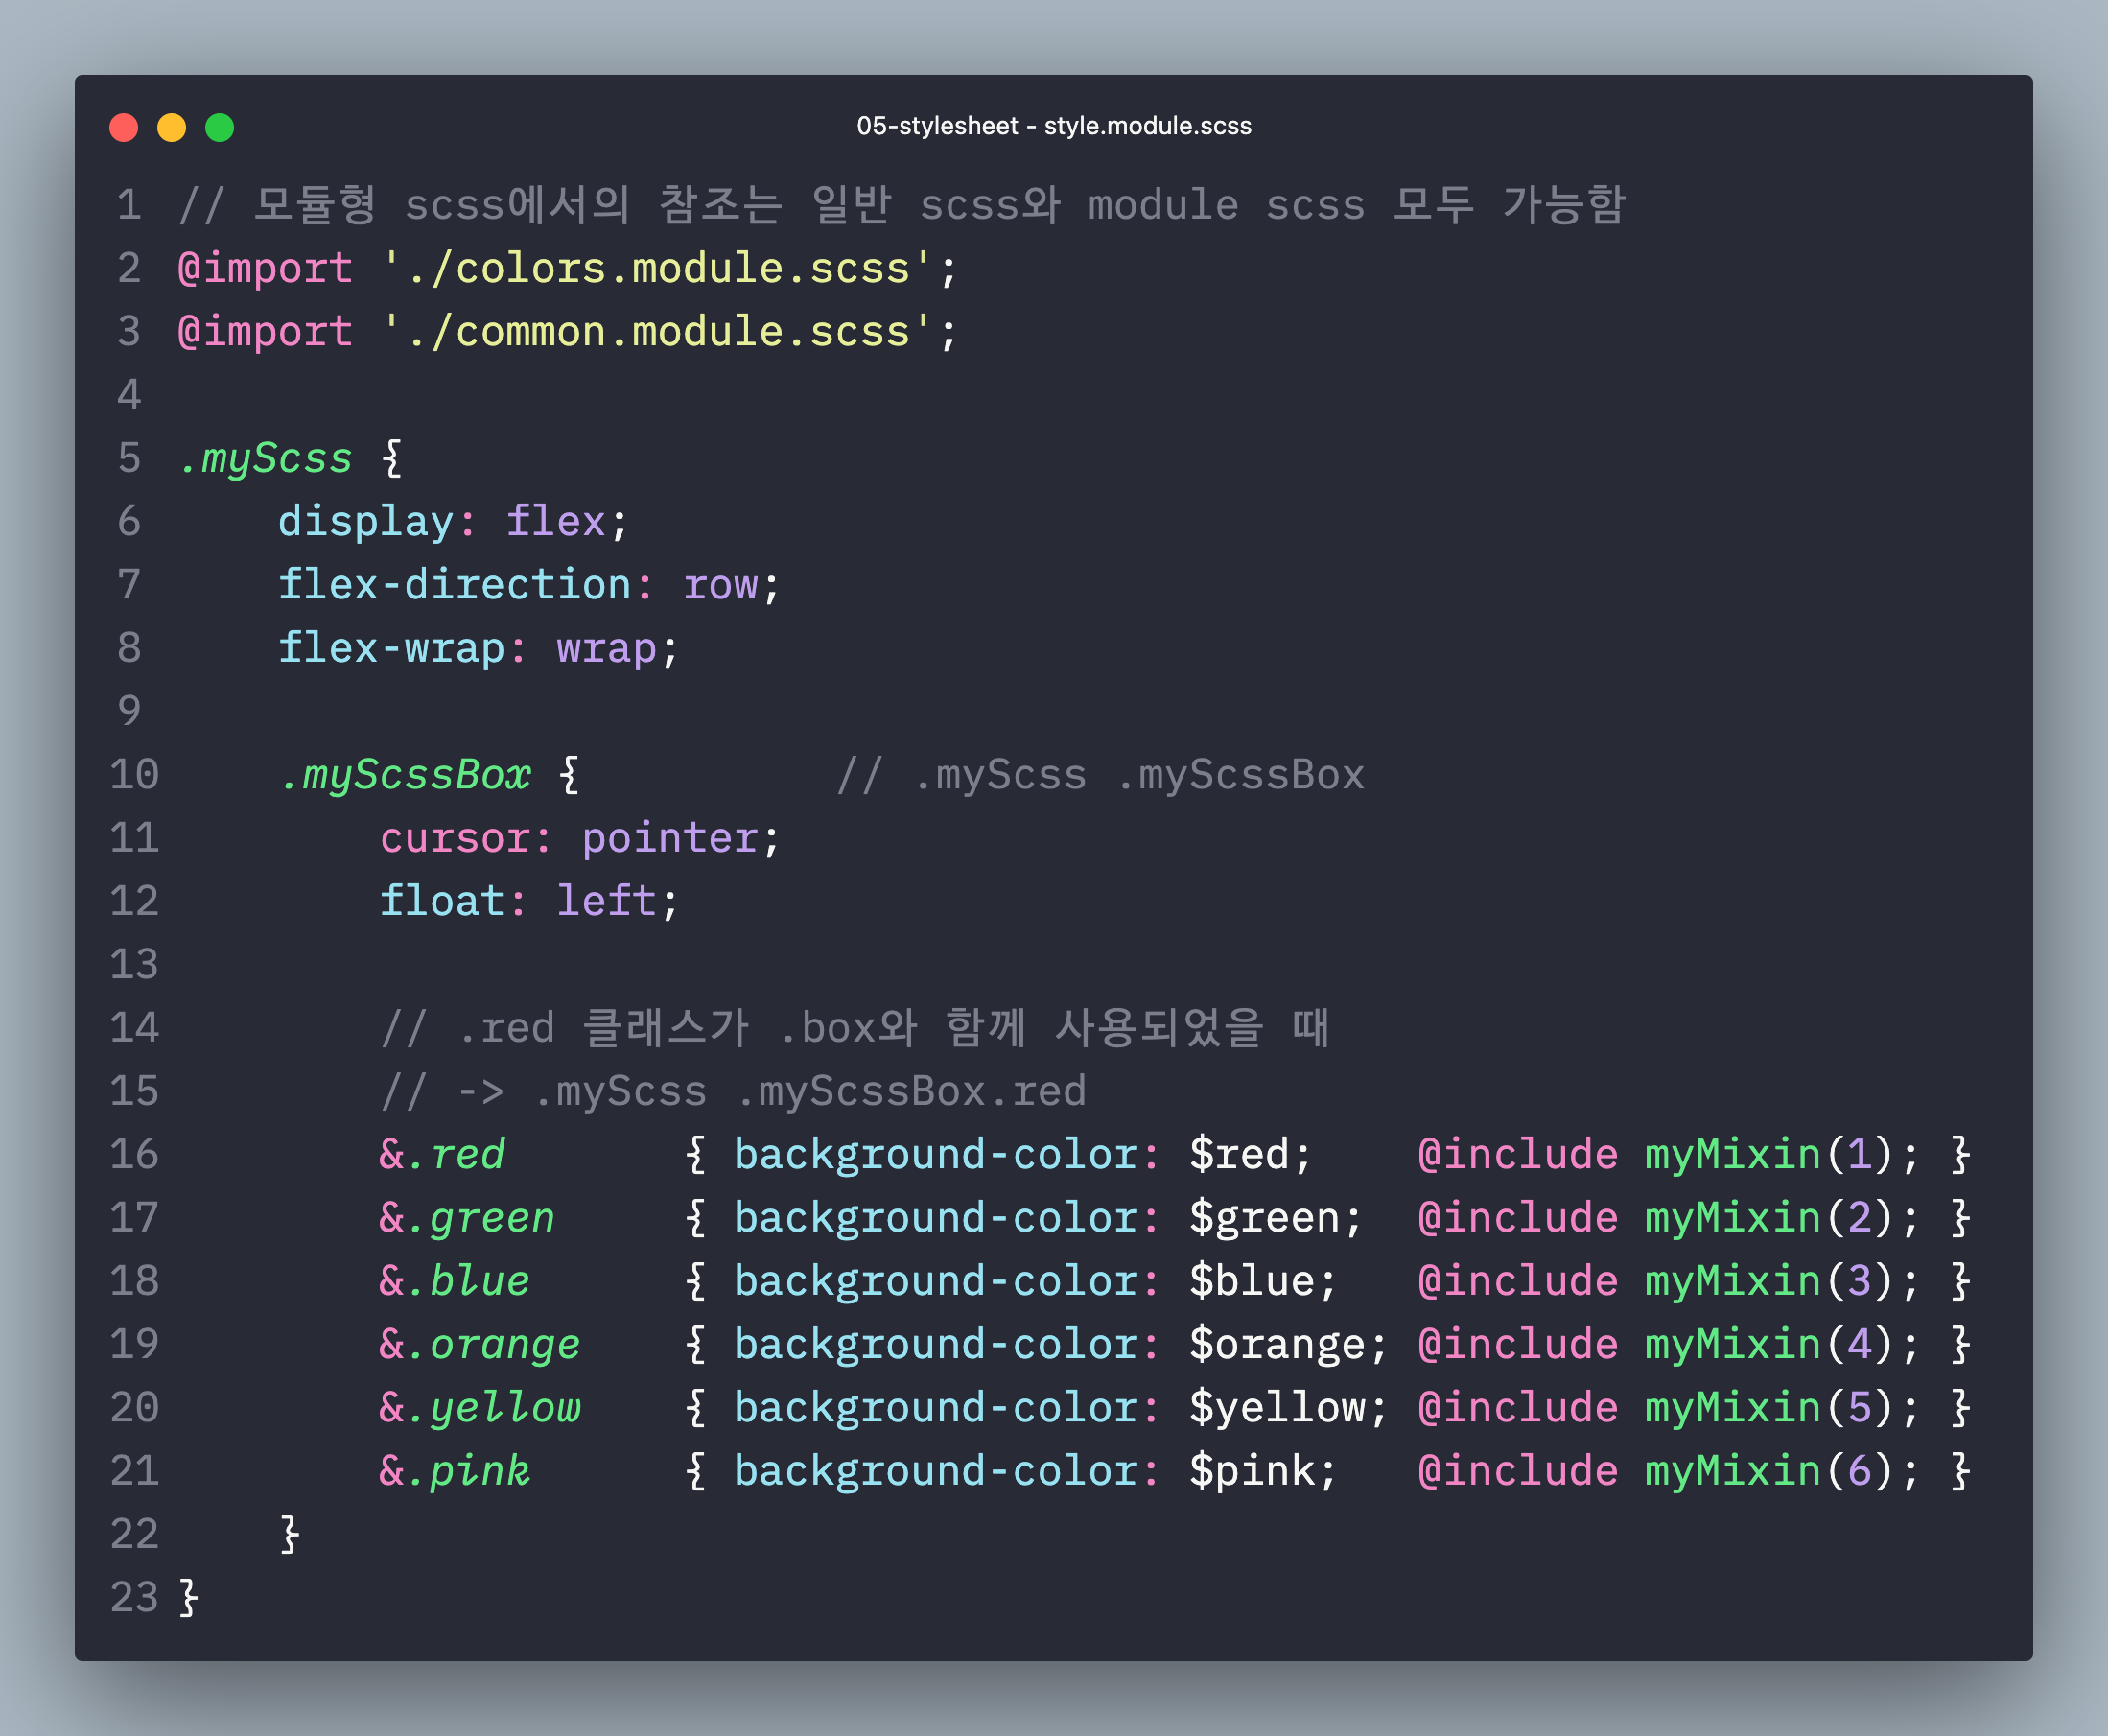 05-stylesheet - style.module.scss
1 // 모듈형 scss에서의 참조는 일반 scss와 module scss 모두 가능함
2 @import './colors.module.scss';
3 @import './common.module.scss';
4
5 .myScss {
6     display: flex;
7     flex-direction: row;
8     flex-wrap: wrap;
9
10     .myScssBox {          // .myScss .myScssBox
11         cursor: pointer;
12         float: left;
13
14         // .red 클래스가 .box와 함께 사용되었을 때
15         // -> .myScss .myScssBox.red
16         &.red       { background-color: $red;    @include myMixin(1); }
17         &.green     { background-color: $green;  @include myMixin(2); }
18         &.blue      { background-color: $blue;   @include myMixin(3); }
19         &.orange    { background-color: $orange; @include myMixin(4); }
20         &.yellow    { background-color: $yellow; @include myMixin(5); }
21         &.pink      { background-color: $pink;   @include myMixin(6); }
22     }
23 }